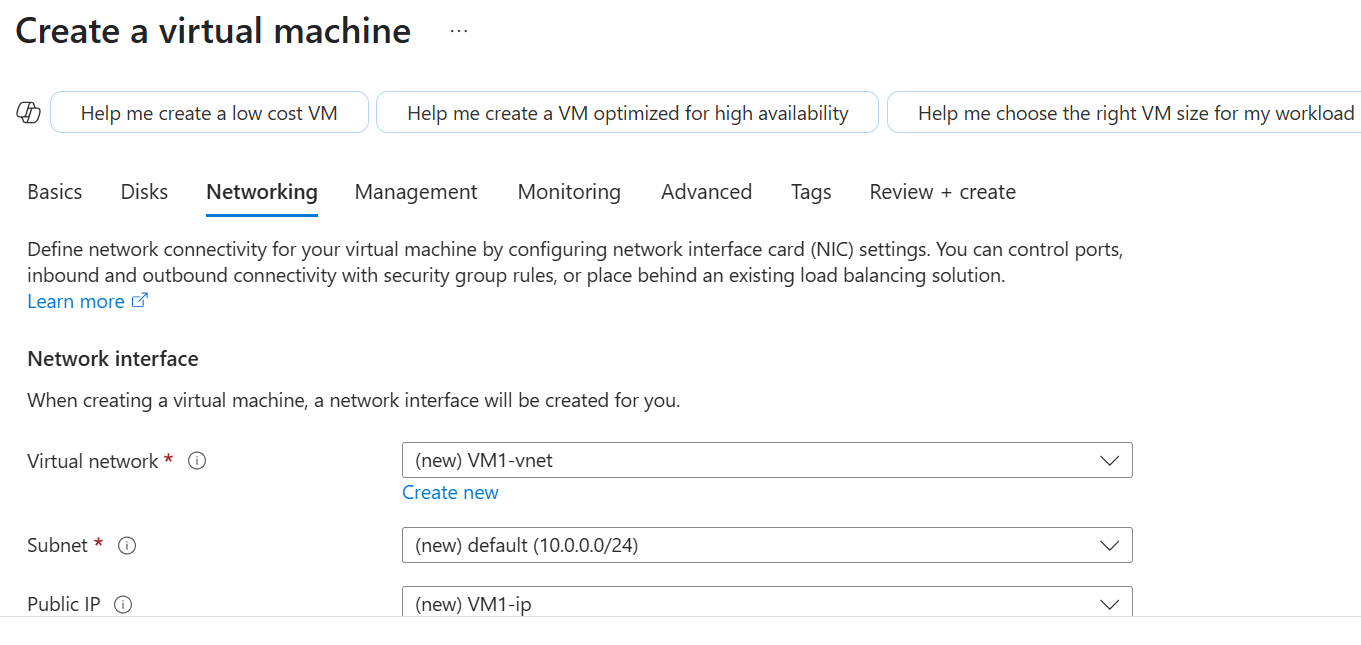 Create a virtual machine ...
Help me create a low cost VM
Help me create a VM optimized for high availability
Help me choose the right VM size for my workload
Basics Disks Networking Management Monitoring Advanced Tags Review + create
Define network connectivity for your virtual machine by configuring network interface card (NIC) settings. You can control ports,
inbound and outbound connectivity with security group rules, or place behind an existing load balancing solution.
Learn more
Network interface
When creating a virtual machine, a network interface will be created for you.
Virtual network *
(new) VM1-vnet
Create new
Subnet *
(new) default (10.0.0.0/24)
Public IP
(new) VM1-ip